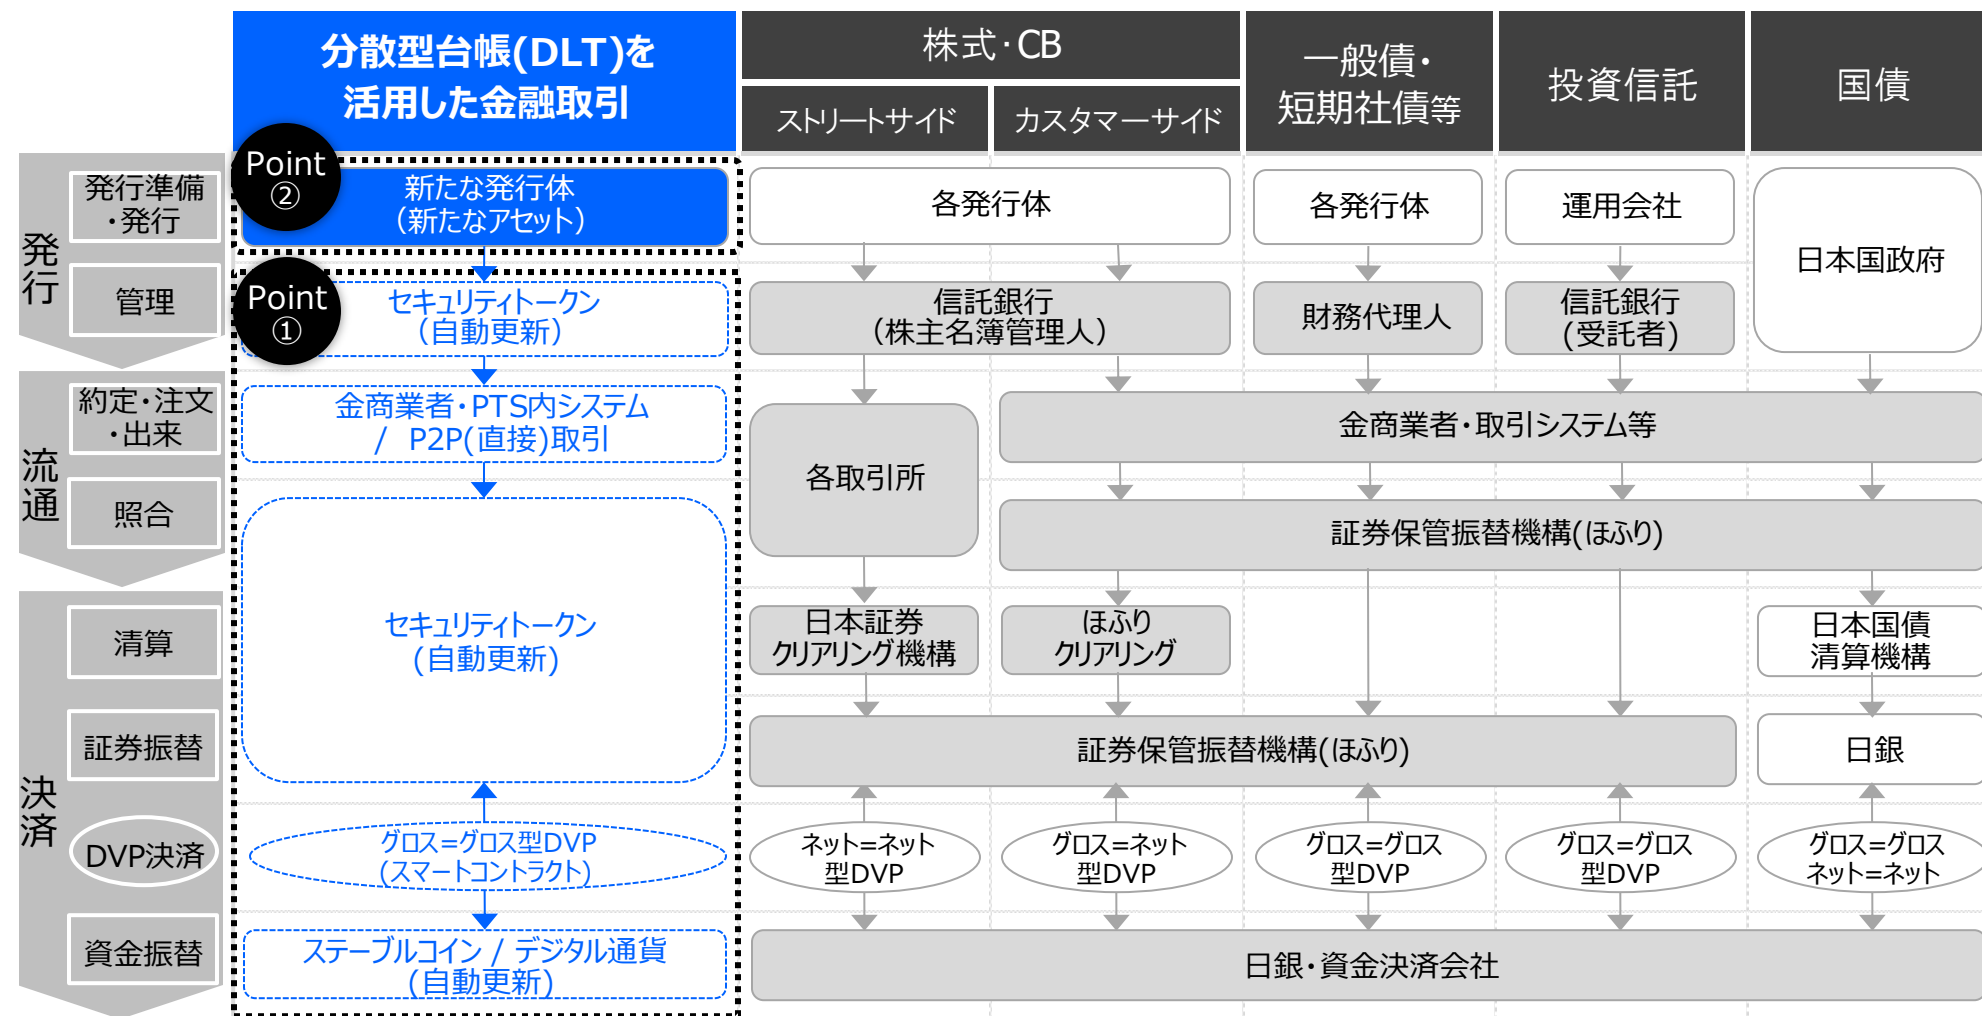 分散型台帳(DLT)を
活用した金融取引
株式・CB
ストリートサイド
カスタマーサイド
一般債・
短期社債等
投資信託
国債
発行
発行準備
・発行
管理
Point
②
新たな発行体
（新たなアセット）
各発行体
各発行体
運用会社
日本国政府
Point
①
セキュリティトークン
（自動更新）
信託銀行
（株主名簿管理人）
財務代理人
信託銀行
(受託者)
流通
約定・注文
・出来
照合
金商業者・PTS内システム
/ P2P(直接)取引
各取引所
金商業者・取引システム等
証券保管振替機構(ほふり)
決済
清算
証券振替
DVP決済
資金振替
セキュリティトークン
(自動更新)
日本証券
クリアリング機構
ほふり
クリアリング
日本国債
清算機構
証券保管振替機構(ほふり)
日銀
グロス=グロス型DVP
(スマートコントラクト)
ネット=ネット
型DVP
グロス=ネット
型DVP
グロス=グロス
型DVP
グロス=グロス
型DVP
グロス=グロス
ネット=ネット
ステーブルコイン / デジタル通貨
(自動更新)
日銀・資金決済会社